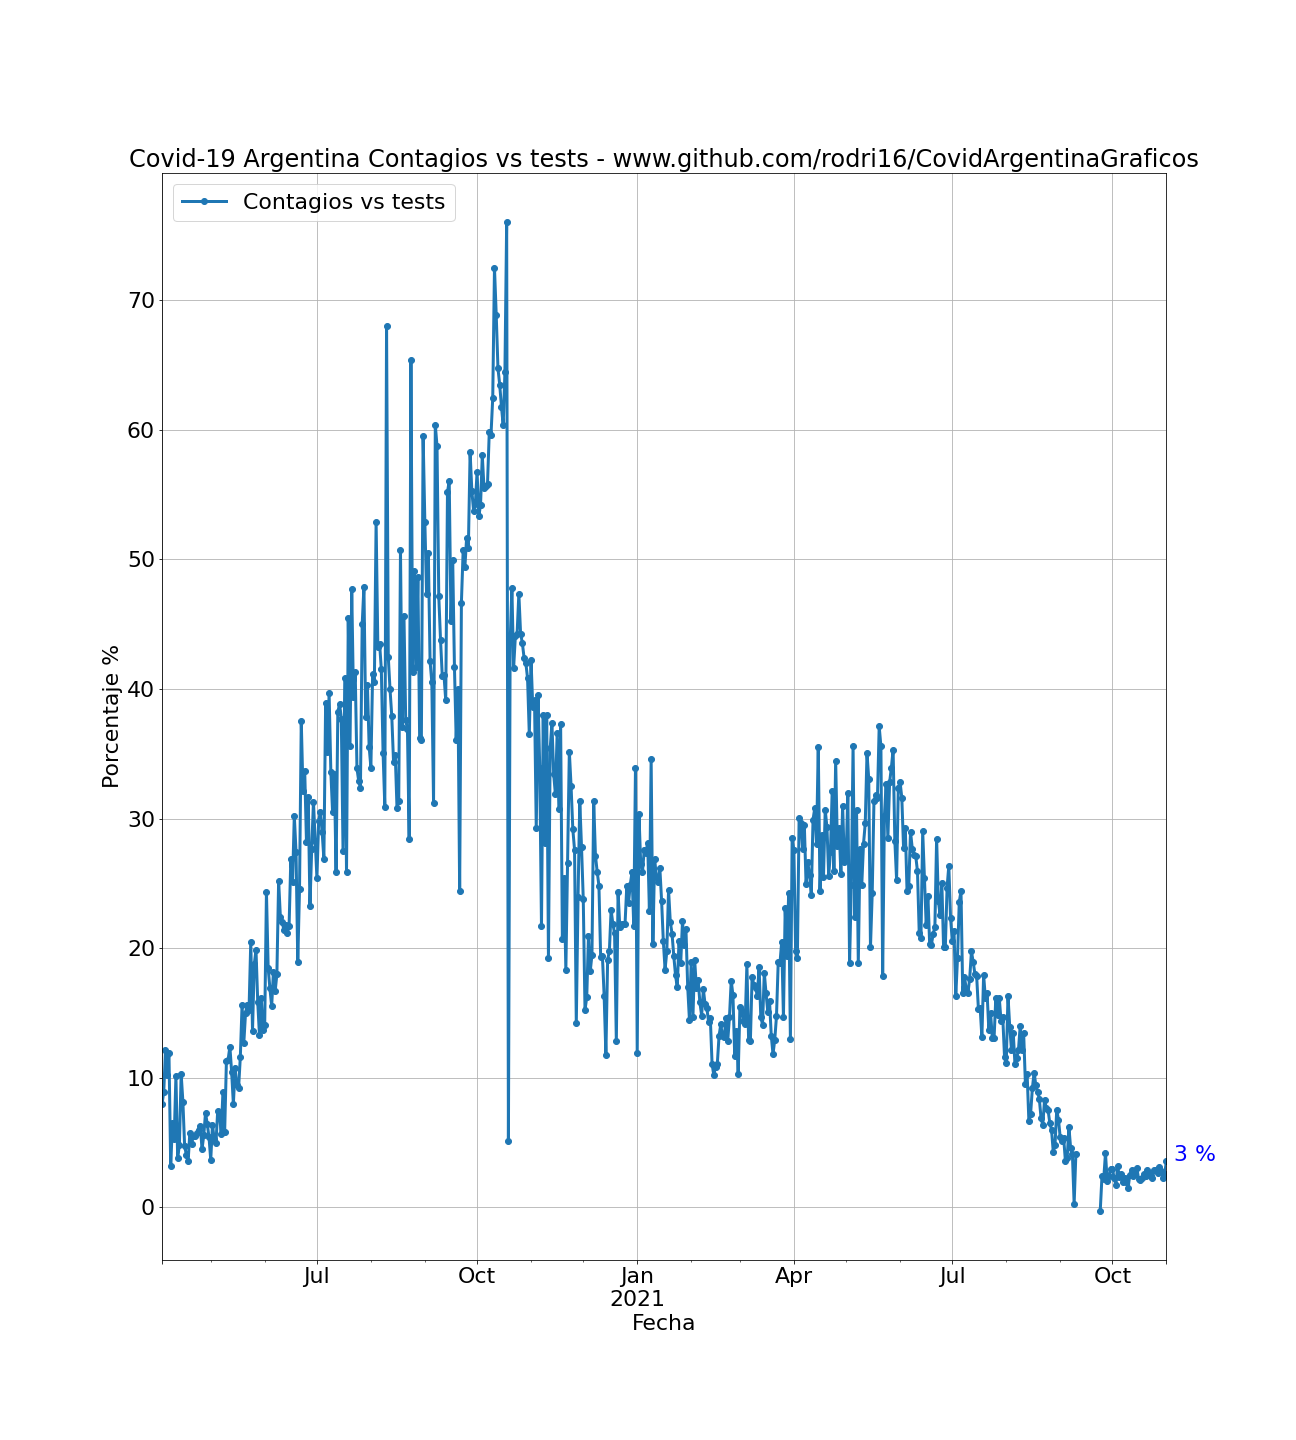 Covid-19 Argentina Contagios vs tests - www.github.com/rodri16/CovidArgentinaGraficos
Contagios vs tests
70
60
50
40
30
20
10
0
Porcentaje %
3 %
Jul
Oct
Jan
2021
Apr
Jul
Oct
Fecha